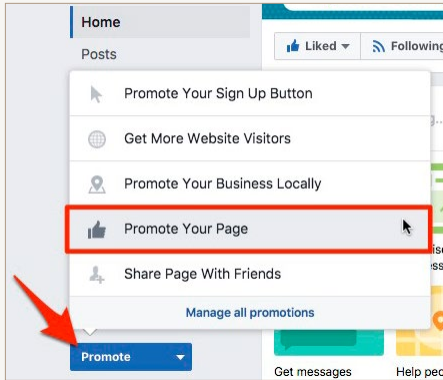 Home
Liked
Following
Posts
Promote Your Sign Up Button
Get More Website Visitors
Promote Your Business Locally
Promote Your Page
Share Page With Friends
Manage all promotions
Promote
Get messages
Help